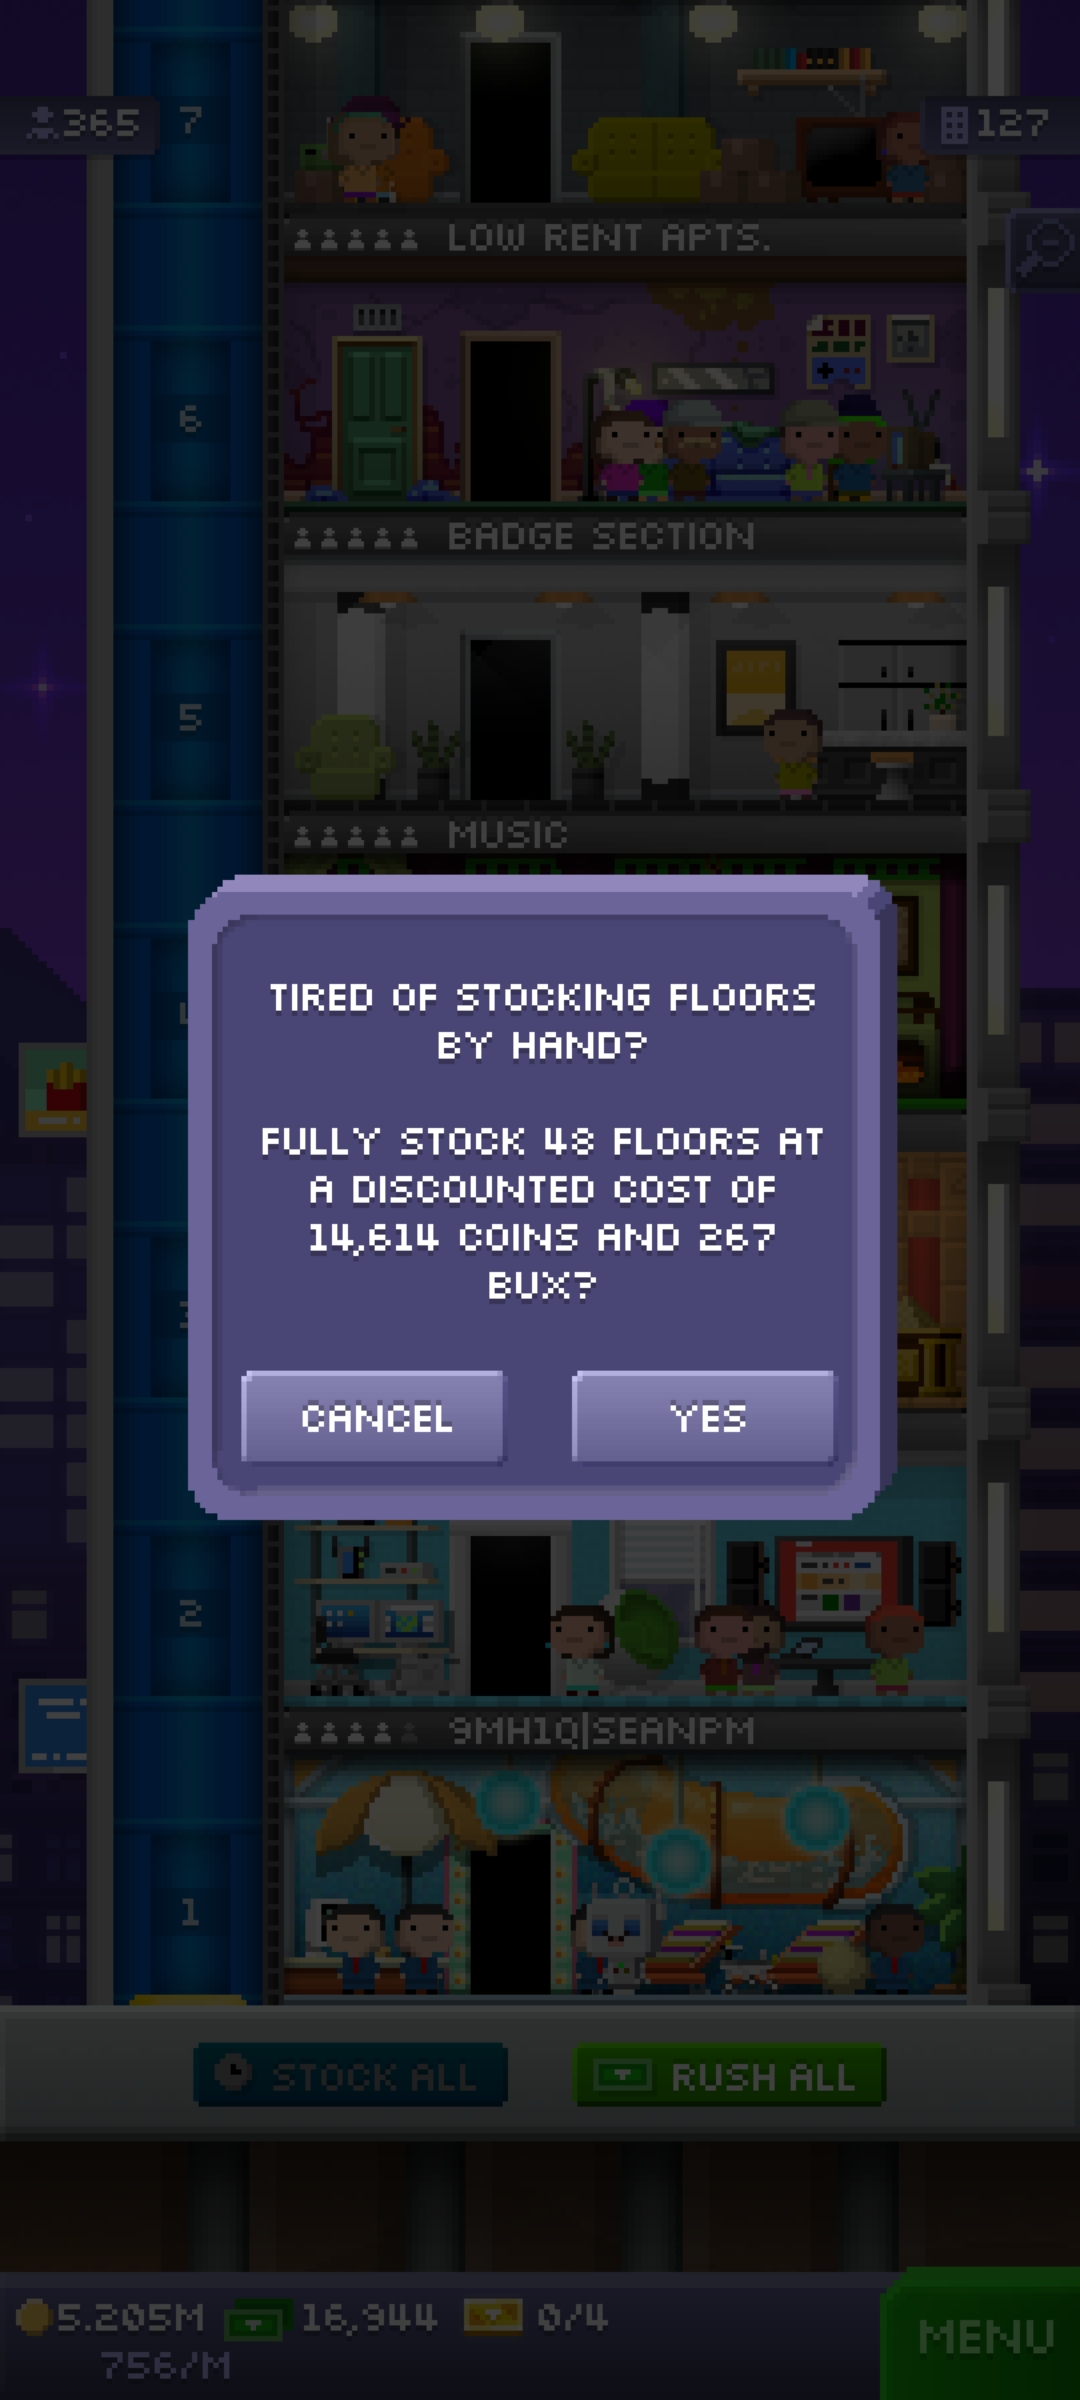 365
7
127
LOW RENT APTS.
6
BADGE SECTION
5
MUSIC
TIRED OF STOCKING FLOORS
BY HAND?
FULLY STOCK 48 FLOORS AT
A DISCOUNTED COST OF
14,614 COINS AND 267
BUX?
CANCEL
YES
2
9MH1Q|SEANPM
1
STOCK ALL
RUSH ALL
5.205M
16,944
0/4
756/M
MENU